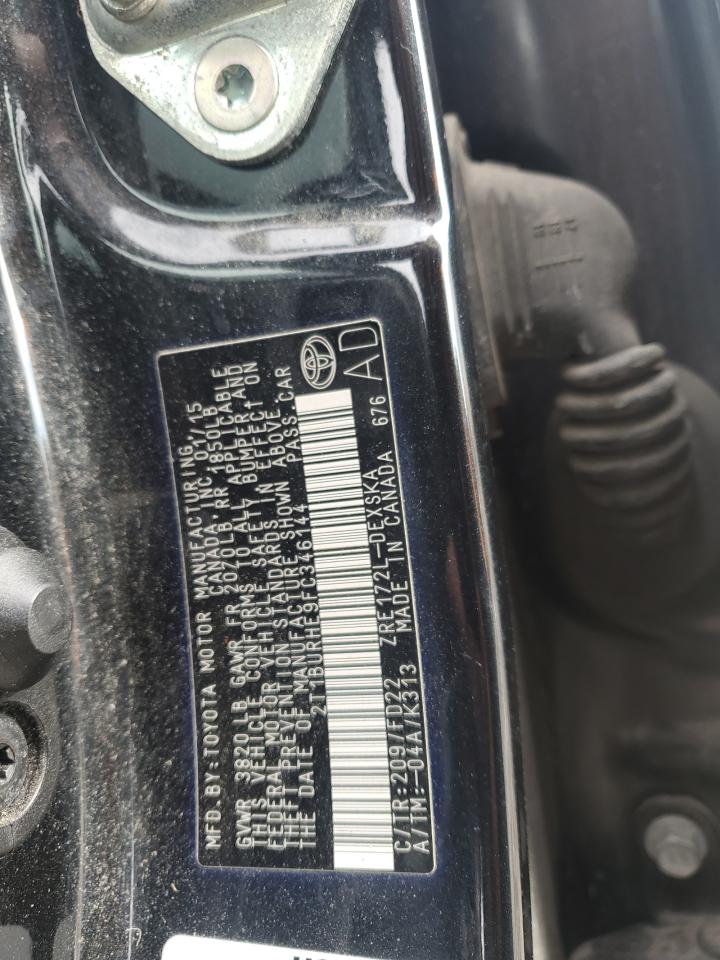 MFD.BY:TOYOTA MOTOR MANUFACTURING,
CANADA, INC 01/15
GVWR 3820 LB GAWR FR 2070 LB RR 1850LB
THIS VEHICLE CONFORMS TO ALL APPLICABLE
FEDERAL MOTOR VEHICLE SAFETY, BUMPER AND
THEFT PREVENTION STANDARDS IN EFFECT ON
THE DATE OF MANUFACTURE SHOWN ABOVE
2T1BURHE9FC346144 PASS.CAR
C/TR:209/FD22 ZRE172L-DEXSKA AD
A/TM:-04A/K313 MADE IN CANADA 676